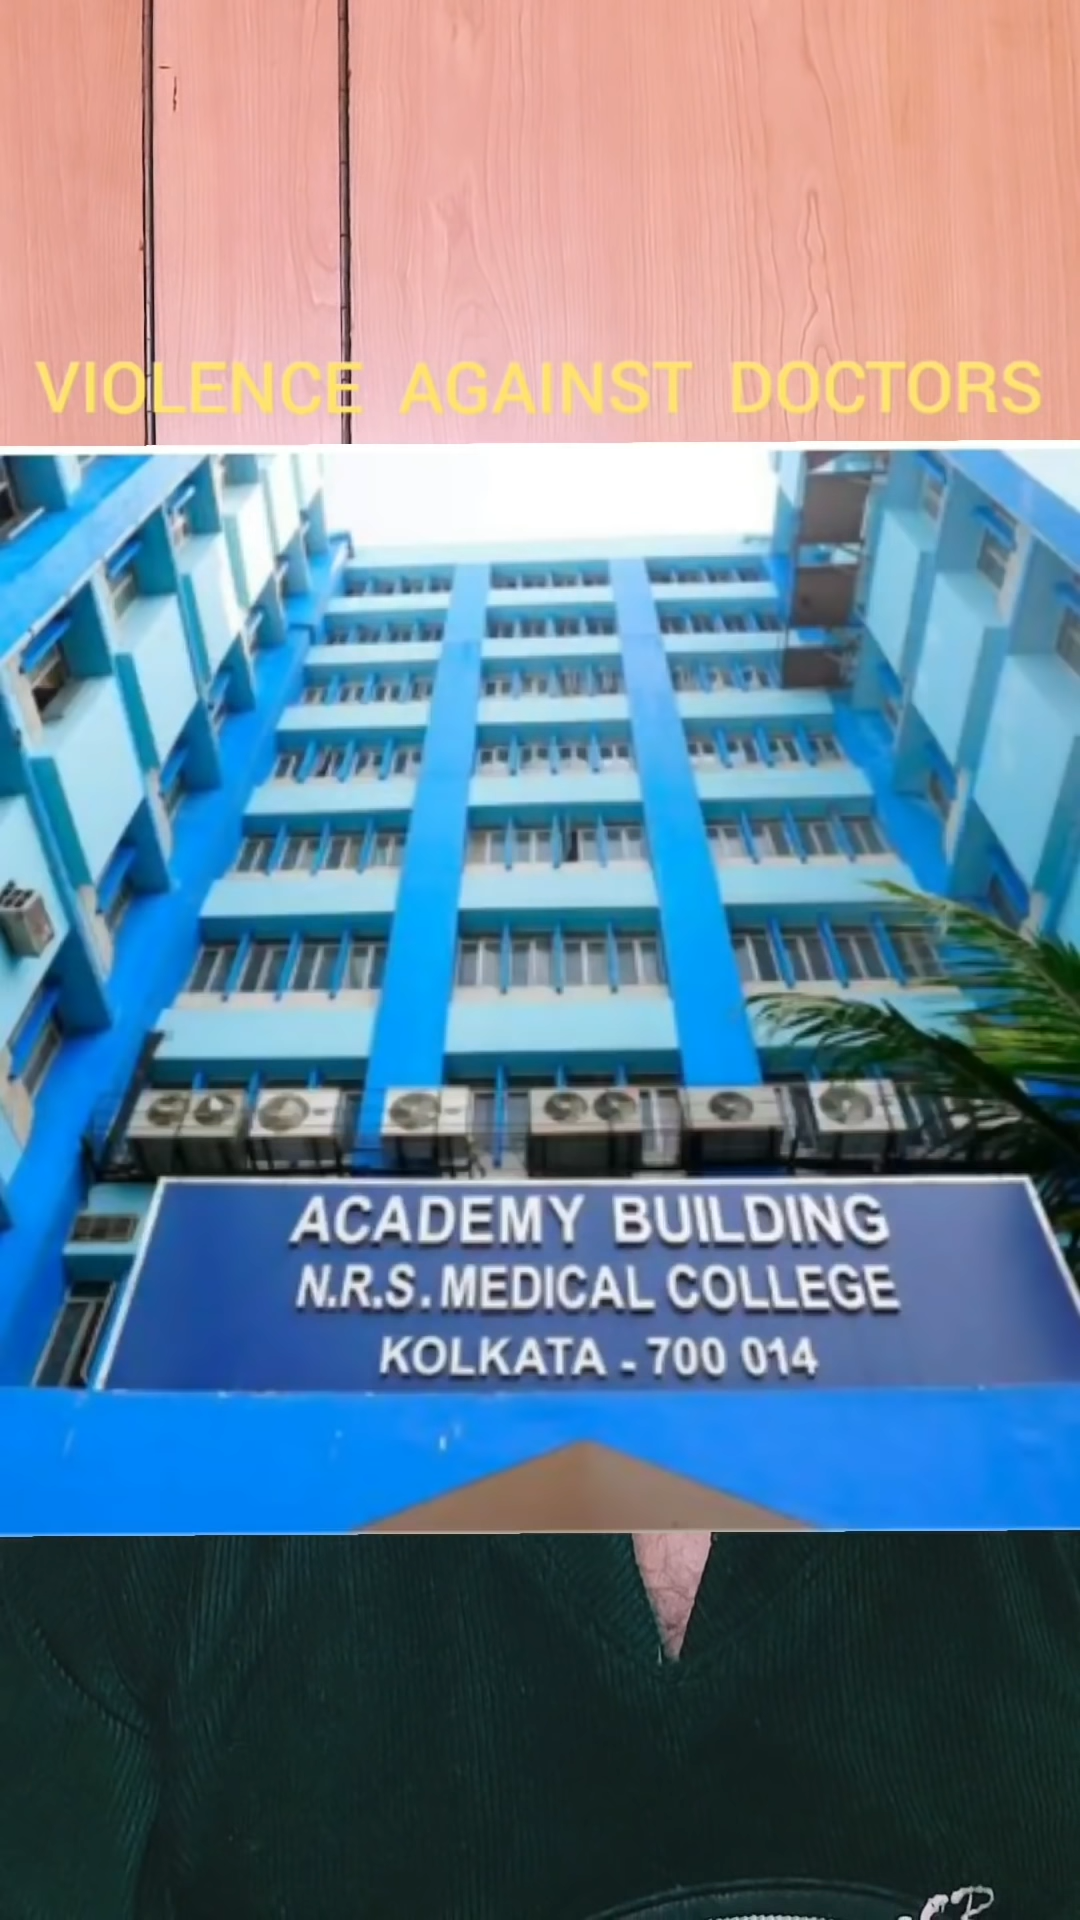 VIOLENCE AGAINST DOCTORS
ACADEMY BUILDING
N.R.S. MEDICAL COLLEGE
KOLKATA - 700 014